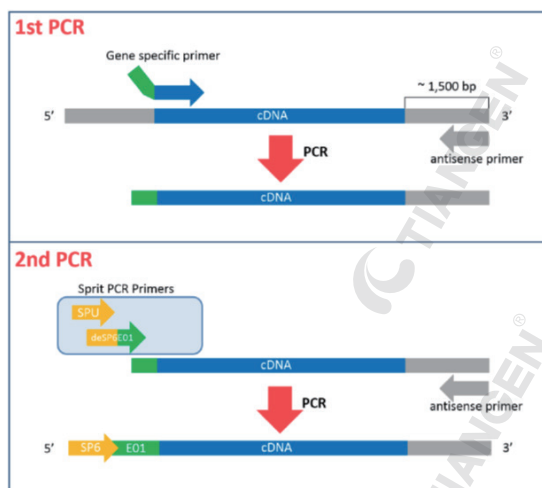 1st PCR
Gene specific primer
~ 1,500 bp
5’
cDNA
3’
PCR
antisense primer
cDNA
2nd PCR
Sprit PCR Primers
SPU
deSP6E01
cDNA
PCR
antisense primer
5’
SP6
E01
cDNA
3’
TIANGEN®
TIANGEN®